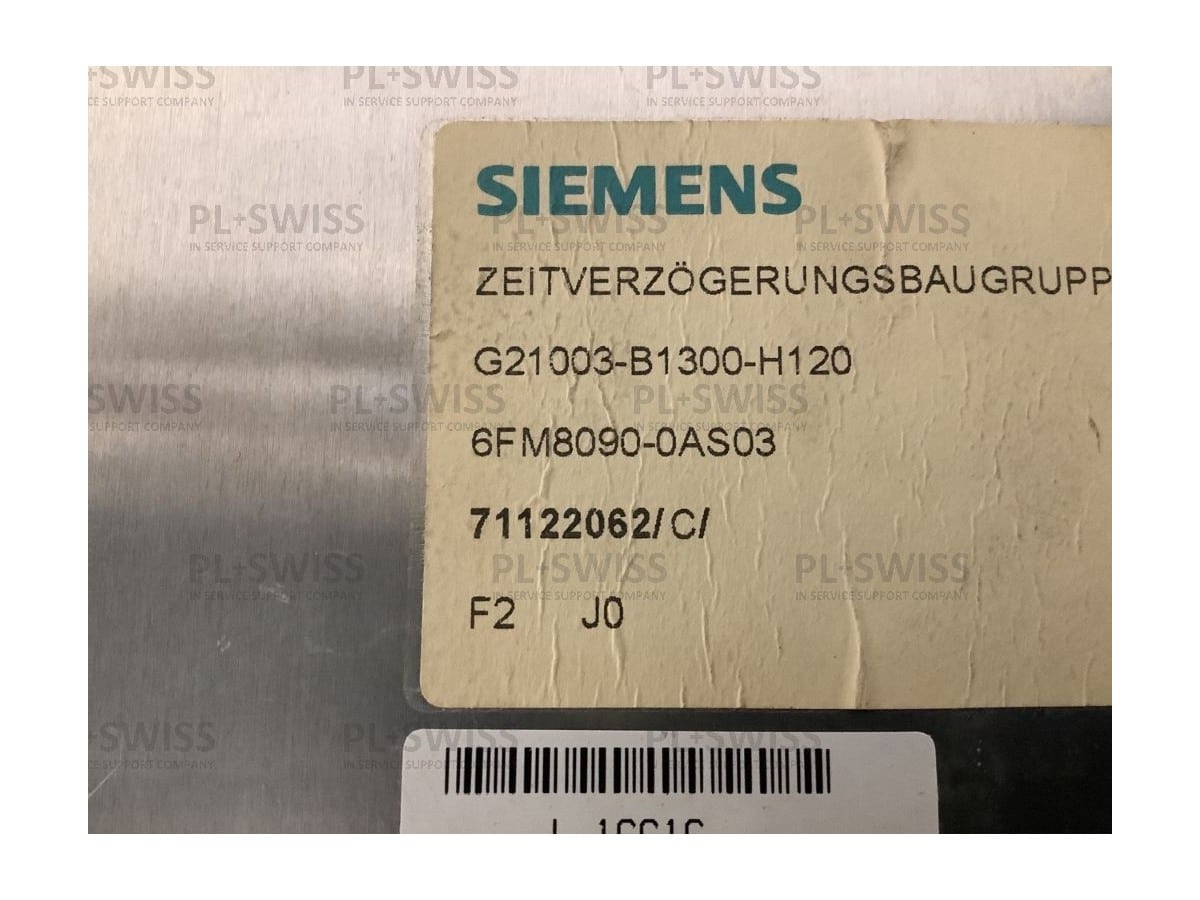 SIEMENS
ZEITVERZÖGERUNGSBAUGRUPP
G21003-B1300-H120
6FM8090-0AS03
71122062/C/
F2 J0
PL+SWISS
IN SERVICE SUPPORT COMPANY